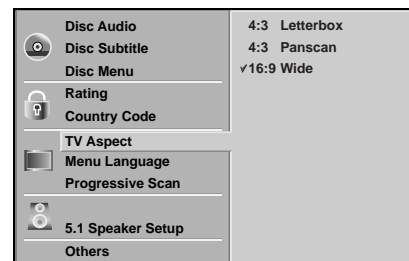 Disc Audio
Disc Subtitle
Disc Menu
Rating
Country Code
TV Aspect
Menu Language
Progressive Scan
5.1 Speaker Setup
Others
4:3 Letterbox
4:3 Panscan
✓16:9 Wide